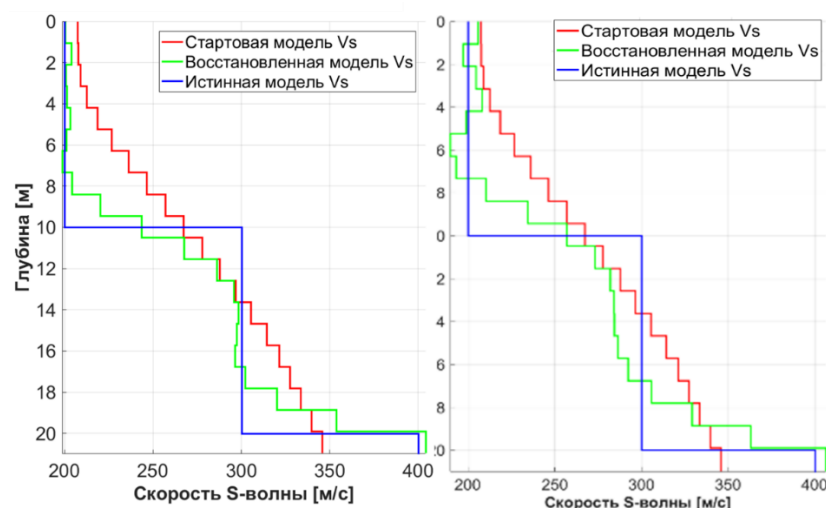 Стартовая модель Vs
Восстановленная модель Vs
Истинная модель Vs
0
2
4
6
8
10
12
14
16
18
20
Глубина [м]
200 250 300 350 400
Скорость S-волны [м/с]
Стартовая модель Vs
Восстановленная модель Vs
Истинная модель Vs
0
2
4
6
8
0
2
4
6
8
0
200 250 300 350 400
Скорость S-волны [м/с]